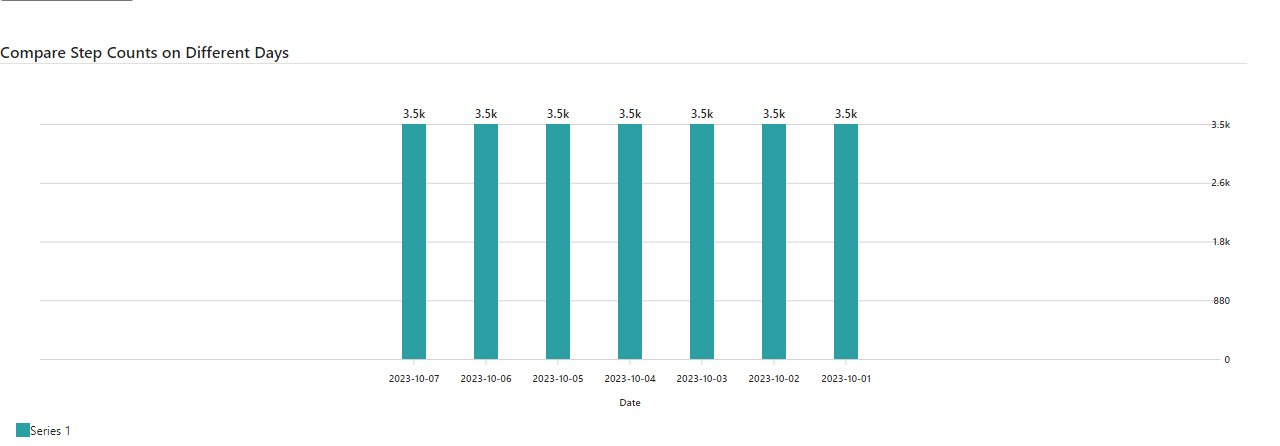 Compare Step Counts on Different Days
3.5k 3.5k 3.5k 3.5k 3.5k 3.5k 3.5k
3.5k
2.6k
1.8k
880
0
2023-10-07 2023-10-06 2023-10-05 2023-10-04 2023-10-03 2023-10-02 2023-10-01
Date
Series 1